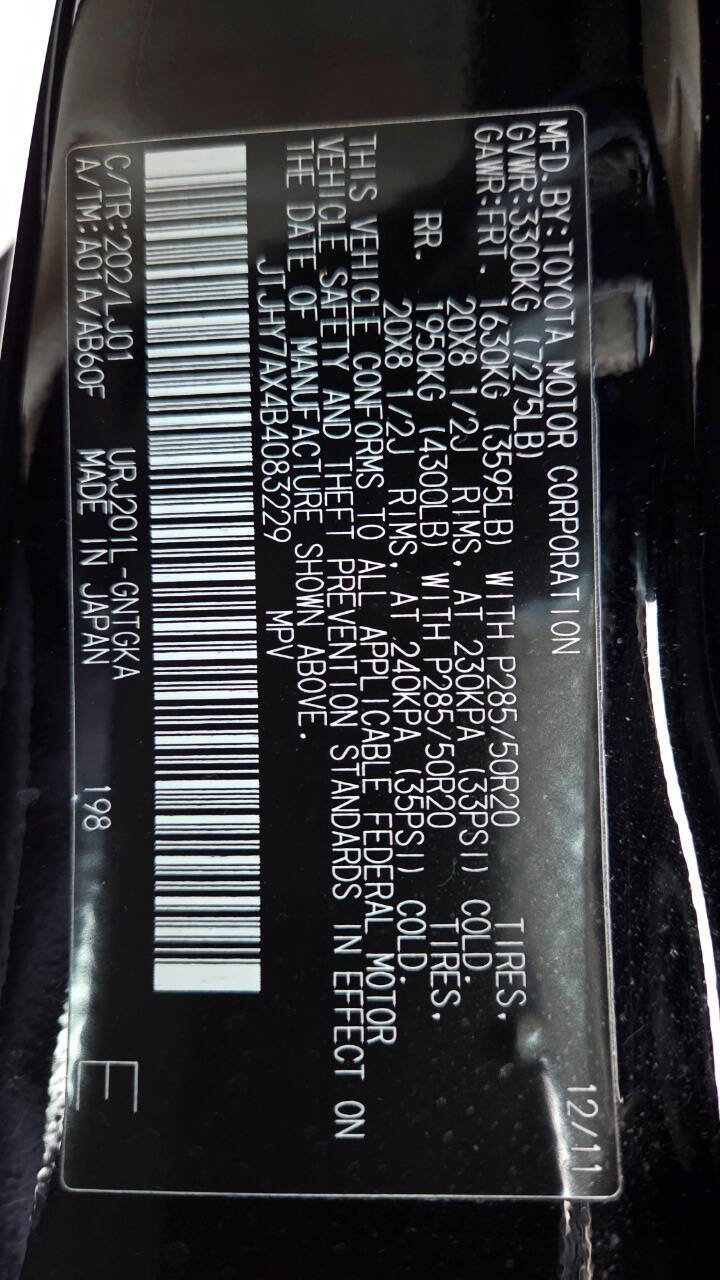 MFD. BY: TOYOTA MOTOR CORPORATION 12/11
GVWR: 3300KG (7275LB)
GAWR: FRT. 1630KG (3595LB) WITH P285/50R20 TIRES,
20X8 1/2J RIMS, AT 230KPA (33PSI) COLD.
RR. 1950KG (4300LB) WITH P285/50R20 TIRES,
20X8 1/2J RIMS, AT 240KPA (35PSI) COLD.
THIS VEHICLE CONFORMS TO ALL APPLICABLE FEDERAL MOTOR
VEHICLE SAFETY AND THEFT PREVENTION STANDARDS IN EFFECT ON
THE DATE OF MANUFACTURE SHOWN ABOVE.
JTJHY7AX4B4083229 MPV
C/TR: 202/LJ01 URJ201L-GNTGKA 198 E
A/TM: A01A/AB60F MADE IN JAPAN